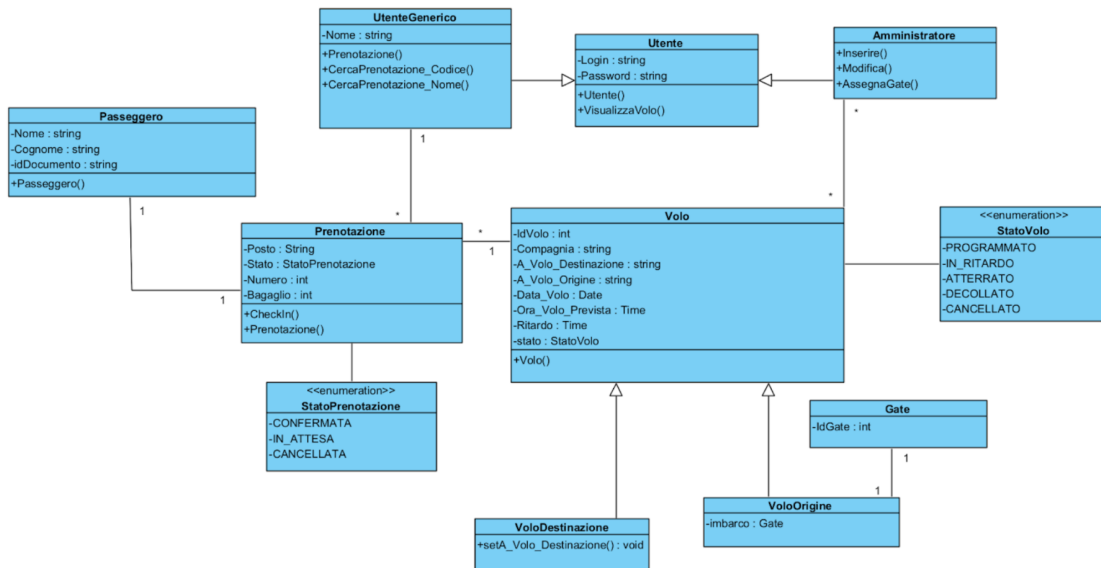 UtenteGenerico
-Nome : string
+Prenotazione()
+CercaPrenotazione_Codice()
+CercaPrenotazione_Nome()
Utente
-Login : string
-Password : string
+Utente()
+VisualizzaVolo()
Amministratore
+Inserire()
+Modifica()
+AssegnaGate()
Passeggero
-Nome : string
-Cognome : string
-idDocumento : string
+Passeggero()
1
*
1
*
Prenotazione
-Posto : String
-Stato : StatoPrenotazione
-Numero : int
-Bagaglio : int
+CheckIn()
+Prenotazione()
1
*
*
1
Volo
-IdVolo : int
-Compagnia : string
-A_Volo_Destinazione : string
-A_Volo_Origine : string
-Data_Volo : Date
-Ora_Volo_Prevista : Time
-Ritardo : Time
-stato : StatoVolo
+Volo()
<<enumeration>>
StatoVolo
-PROGRAMMATO
-IN_RITARDO
-ATTERRATO
-DECOLLATO
-CANCELLATO
<<enumeration>>
StatoPrenotazione
-CONFERMATA
-IN_ATTESA
-CANCELLATA
Gate
-IdGate : int
1
1
VoloOrigine
-imbarco : Gate
VoloDestinazione
+setA_Volo_Destinazione() : void